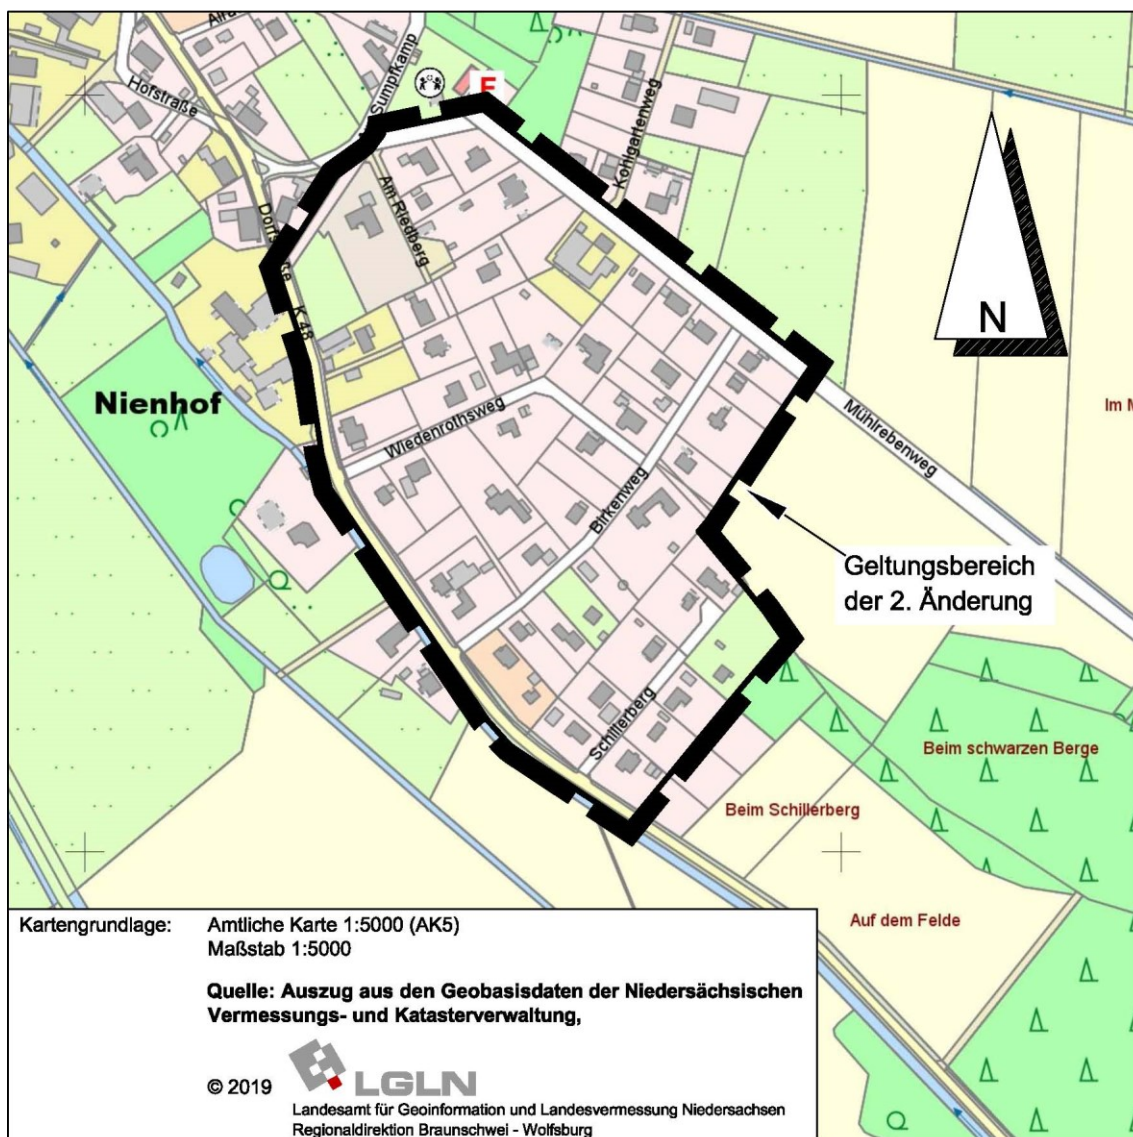 Hofstraße
Sumpfkamp
F
Kohlgartenweg
Am Riedberg
Dorfstraße
K 48
N
Nienhof
Wiedenrothsweg
Birkenweg
Mühlrebenweg
Geltungsbereich
der 2. Änderung
Schillerberg
Beim schwarzen Berge
Beim Schillerberg
Auf dem Felde
Kartengrundlage:
Amtliche Karte 1:5000 (AK5)
Maßstab 1:5000
Quelle: Auszug aus den Geobasisdaten der Niedersächsischen
Vermessungs- und Katasterverwaltung,
© 2019
LGLN
Landesamt für Geoinformation und Landesvermessung Niedersachsen
Regionaldirektion Braunschwei - Wolfsburg